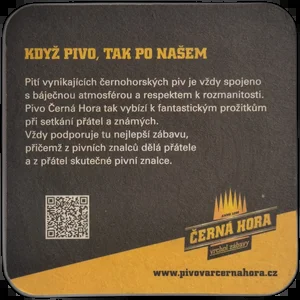 KDYŽ PIVO, TAK PO NAŠEM
Pití vynikajících černohorských piv je vždy spojeno
s báječnou atmosférou a respektem k rozmanitosti.
Pivo Černá Hora tak vybízí k fantastickým prožitkům
při setkání přátel a známých.
Vždy podporuje tu nejlepší zábavu,
přičemž z pivních znalců dělá přátele
a z přátel skutečné pivní znalce.
ČERNÁ HORA
vrchol zábavy
www.pivovarcernahora.cz